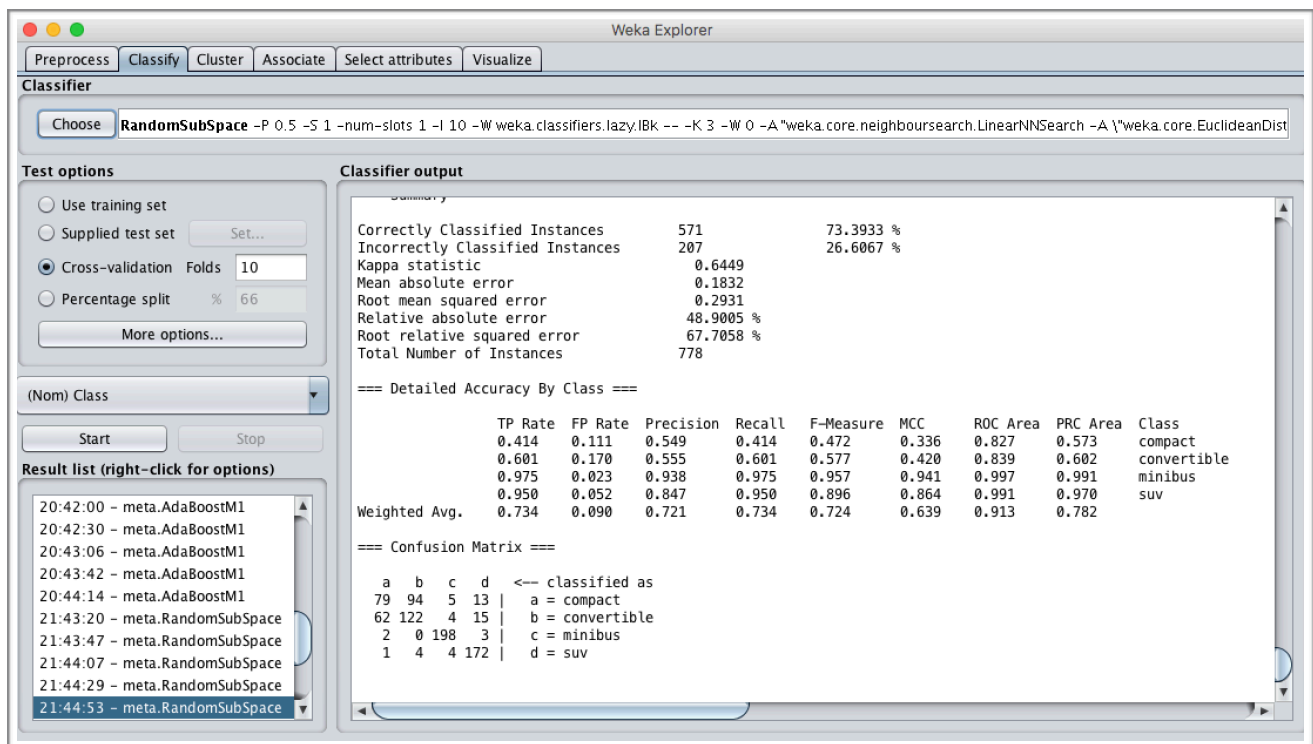 Weka Explorer
Preprocess Classify Cluster Associate Select attributes Visualize
Classifier
Choose RandomSubSpace -P 0.5 -S 1 -num-slots 1 -I 10 -W weka.classifiers.lazy.IBk -- -K 3 -W 0 -A "weka.core.neighboursearch.LinearNNSearch -A \"weka.core.EuclideanDist
Test options
Use training set
Supplied test set Set...
Cross-validation Folds 10
Percentage split % 66
More options...
(Nom) Class
Start Stop
Result list (right-click for options)
20:42:00 - meta.AdaBoostM1
20:42:30 - meta.AdaBoostM1
20:43:06 - meta.AdaBoostM1
20:43:42 - meta.AdaBoostM1
20:44:14 - meta.AdaBoostM1
21:43:20 - meta.RandomSubSpace
21:43:47 - meta.RandomSubSpace
21:44:07 - meta.RandomSubSpace
21:44:29 - meta.RandomSubSpace
21:44:53 - meta.RandomSubSpace
Classifier output
Summary
Correctly Classified Instances 571 73.3933 %
Incorrectly Classified Instances 207 26.6067 %
Kappa statistic 0.6449
Mean absolute error 0.1832
Root mean squared error 0.2931
Relative absolute error 48.9005 %
Root relative squared error 67.7058 %
Total Number of Instances 778
=== Detailed Accuracy By Class ===
TP Rate FP Rate Precision Recall F-Measure MCC ROC Area PRC Area Class
0.414 0.111 0.549 0.414 0.472 0.336 0.827 0.573 compact
0.601 0.170 0.555 0.601 0.577 0.420 0.839 0.602 convertible
0.975 0.023 0.938 0.975 0.957 0.941 0.997 0.991 minibus
0.950 0.052 0.847 0.950 0.896 0.864 0.991 0.970 suv
Weighted Avg. 0.734 0.090 0.721 0.734 0.724 0.639 0.913 0.782
=== Confusion Matrix ===
a b c d <-- classified as
79 94 5 13 | a = compact
62 122 4 15 | b = convertible
2 0 198 3 | c = minibus
1 4 4 172 | d = suv